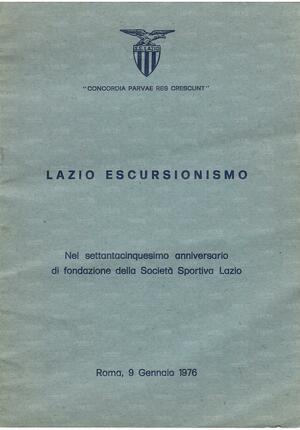 S.S. LAZIO
"CONCORDIA PARVAE RES CRESCUNT"
LAZIO ESCURSIONISMO
Nel settantacinquesimo anniversario
di fondazione della Società Sportiva Lazio
Roma, 9 Gennaio 1976